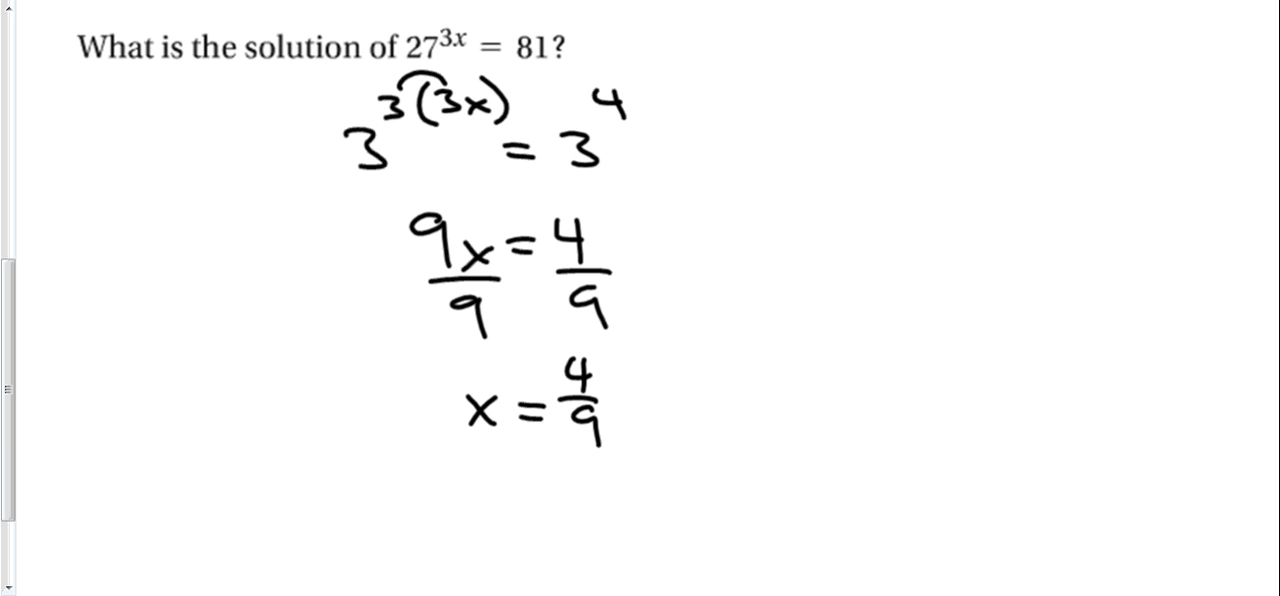 What is the solution of 27^{3x} = 81?
3^{3(3x)} = 3^4
9x/9 = 4/9
x = 4/9